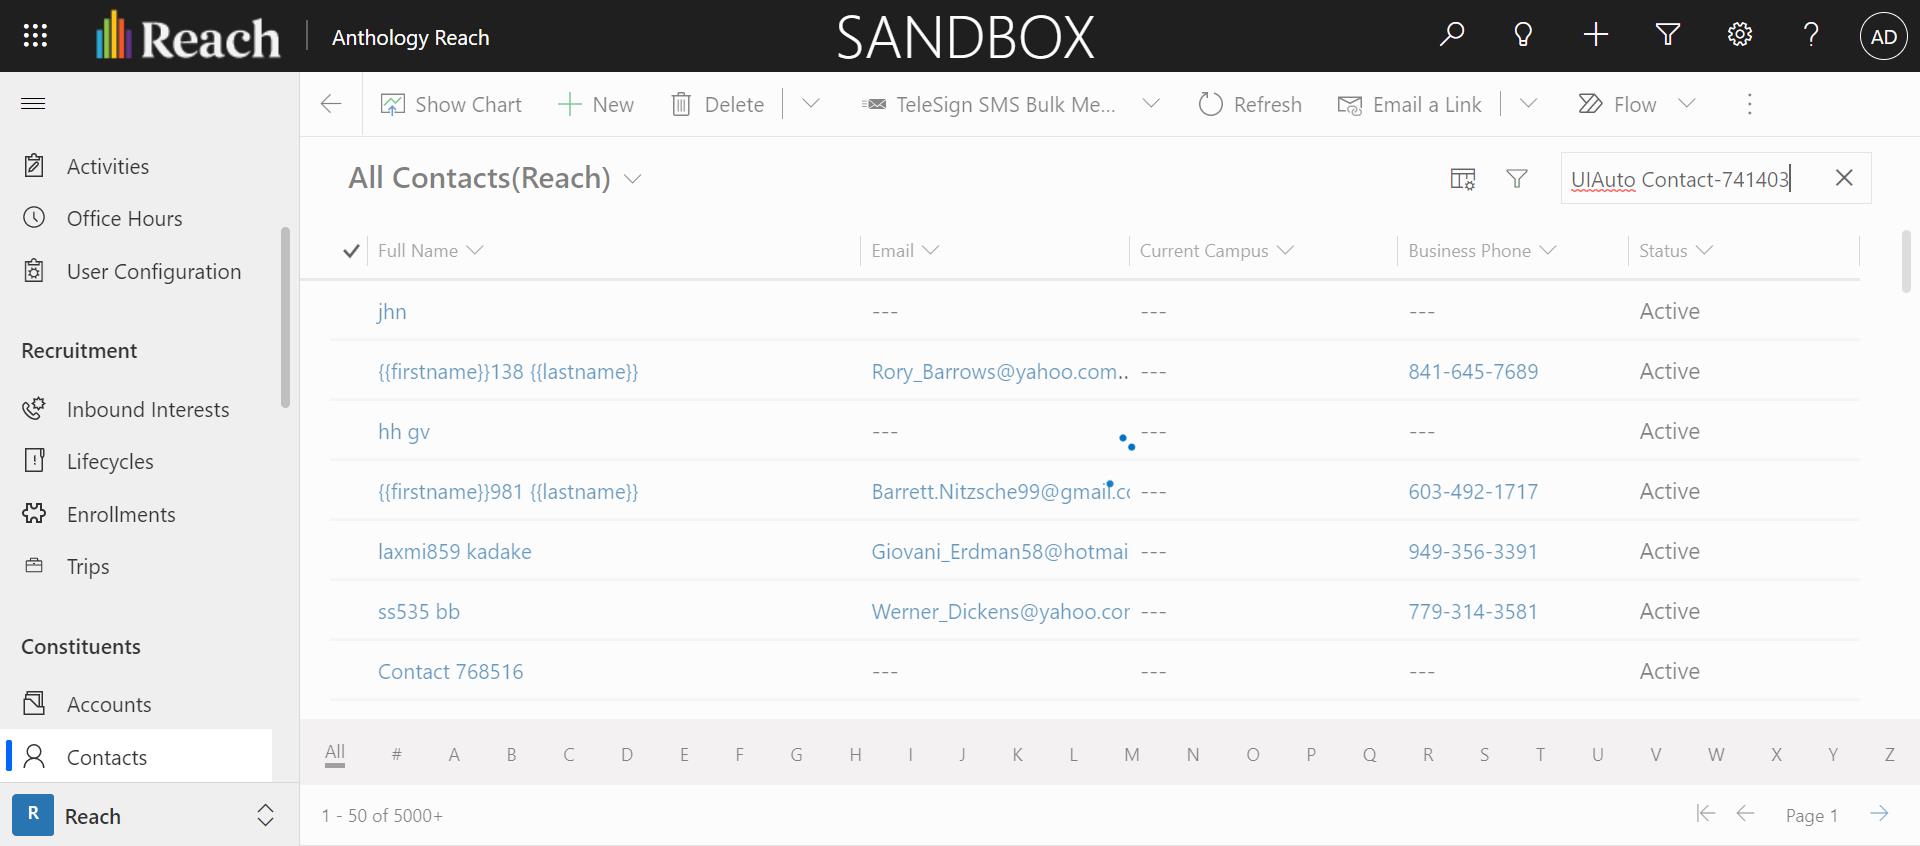 Reach
Anthology Reach
SANDBOX
?
AD
Show Chart
New
Delete
TeleSign SMS Bulk Me...
Refresh
Email a Link
Flow
Activities
Office Hours
User Configuration
Recruitment
Inbound Interests
Lifecycles
Enrollments
Trips
Constituents
Accounts
Contacts
R Reach
All Contacts(Reach)
UIAuto Contact-741403
Full Name Email Current Campus Business Phone Status
jhn --- --- --- Active
{{firstname}}138 {{lastname}} Rory_Barrows@yahoo.com.. --- 841-645-7689 Active
hh gv --- --- --- Active
{{firstname}}981 {{lastname}} Barrett.Nitzsche99@gmail.co --- 603-492-1717 Active
laxmi859 kadake Giovani_Erdman58@hotmai --- 949-356-3391 Active
ss535 bb Werner_Dickens@yahoo.cor --- 779-314-3581 Active
Contact 768516 --- --- --- Active
All # A B C D E F G H I J K L M N O P Q R S T U V W X Y Z
1 - 50 of 5000+
Page 1